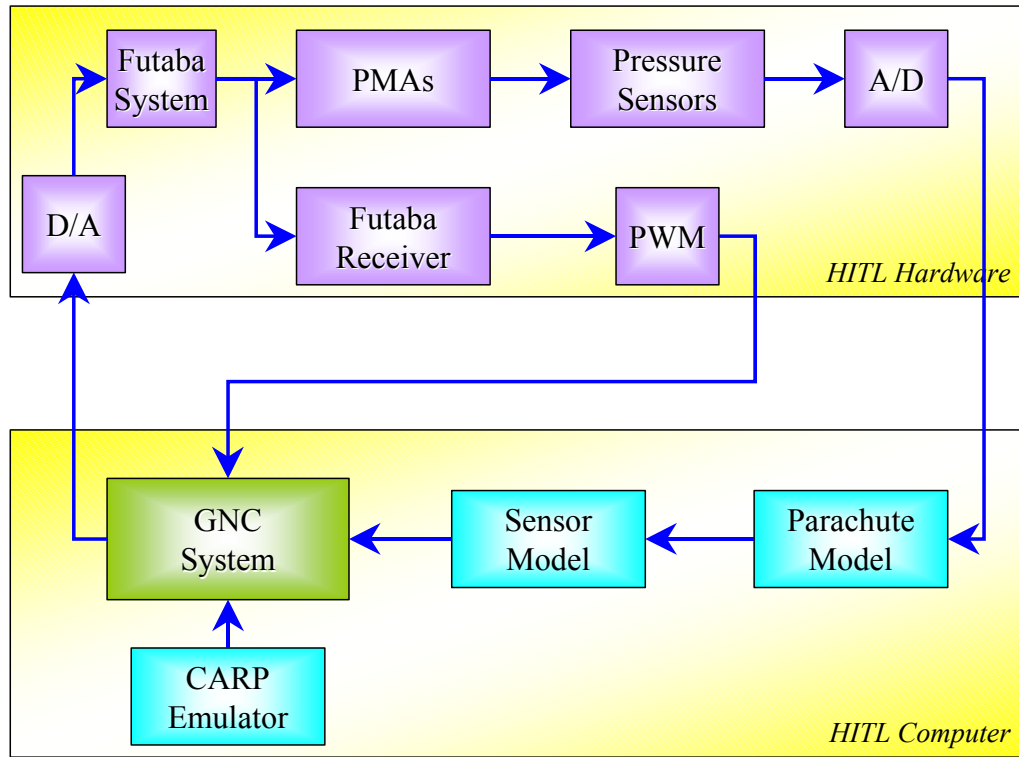 Futaba
System
PMAs
Pressure
Sensors
A/D
D/A
Futaba
Receiver
PWM
HITL Hardware
GNC
System
Sensor
Model
Parachute
Model
CARP
Emulator
HITL Computer